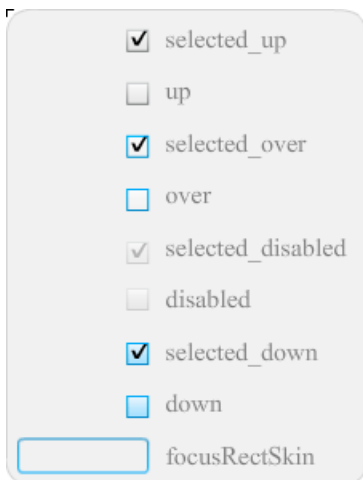 selected_up
up
selected_over
over
selected_disabled
disabled
selected_down
down
focusRectSkin